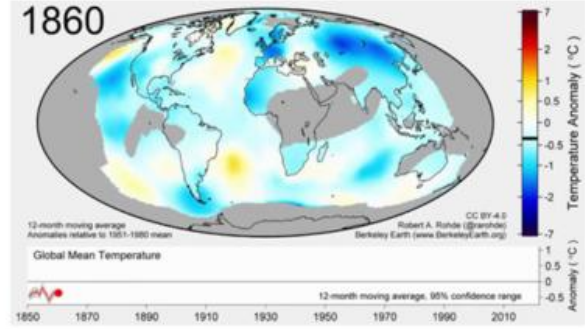 1860
7
2
1
0.5
0
-0.5
-1
-2
-7
Temperature Anomaly ( °C )
12-month moving average
Anomalies relative to 1951-1980 mean
CC BY-4.0
Robert A. Rohde (@rarohde)
Berkeley Earth (www.BerkeleyEarth.org)
Global Mean Temperature
12-month moving average, 95% confidence range
1
0.5
0
-0.5
Anomaly ( °C )
1850 1870 1890 1910 1930 1950 1970 1990 2010